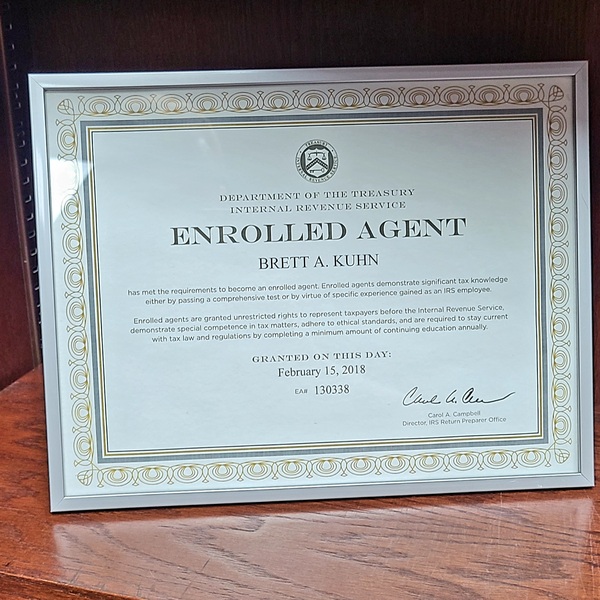 DEPARTMENT OF THE TREASURY
INTERNAL REVENUE SERVICE
ENROLLED AGENT
BRETT A. KUHN
has met the requirements to become an enrolled agent. Enrolled agents demonstrate significant tax knowledge
either by passing a comprehensive test or by virtue of specific experience gained as an IRS employee.
Enrolled agents are granted unrestricted rights to represent taxpayers before the Internal Revenue Service,
demonstrate special competence in tax matters, adhere to ethical standards, and are required to stay current
with tax law and regulations by completing a minimum amount of continuing education annually.
GRANTED ON THIS DAY:
February 15, 2018
EA# 130338
Carol A. Campbell
Director, IRS Return Preparer Office